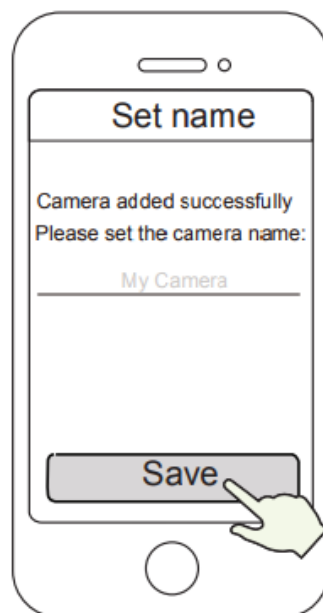 Set name
Camera added successfully
Please set the camera name:
My Camera
Save